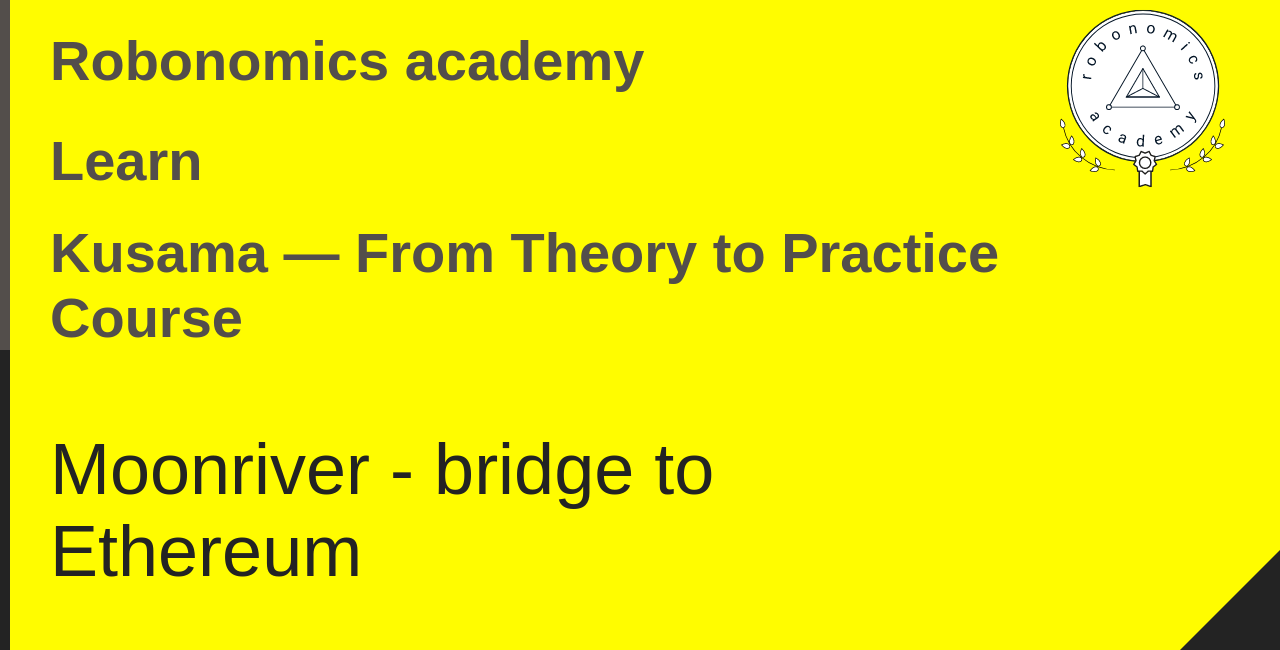 Robonomics academy
Learn
Kusama — From Theory to Practice
Course
Moonriver - bridge to
Ethereum
robonomics
academy